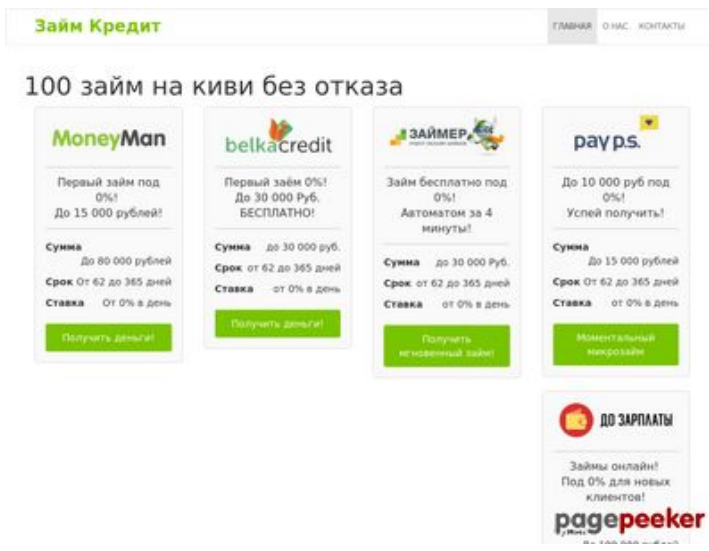 Займ Кредит
ГЛАВНАЯ О НАС КОНТАКТЫ
100 займ на киви без отказа
MoneyMan
Первый займ под
0%!
До 15 000 рублей!
Сумма
До 80 000 рублей
Срок От 62 до 365 дней
Ставка От 0% в день
Получить деньги!
belkacredit
Первый заём 0%!
До 30 000 Руб.
БЕСПЛАТНО!
Сумма до 30 000 руб.
Срок от 62 до 365 дней
Ставка от 0% в день
Получить деньги!
ЗАЙМЕР
Займ бесплатно под
0%!
Автоматом за 4
минуты!
Сумма до 30 000 Руб.
Срок от 62 до 365 дней
Ставка от 0% в день
Получить
мгновенный займ!
pay p.s.
До 10 000 руб под
0%!
Успей получить!
Сумма
До 15 000 рублей
Срок От 62 до 365 дней
Ставка от 0% в день
Моментальный
микрозайм
ДО ЗАРПЛАТЫ
Займы онлайн!
Под 0% для новых
клиентов!
pagepeeker
До 100 000 рублей